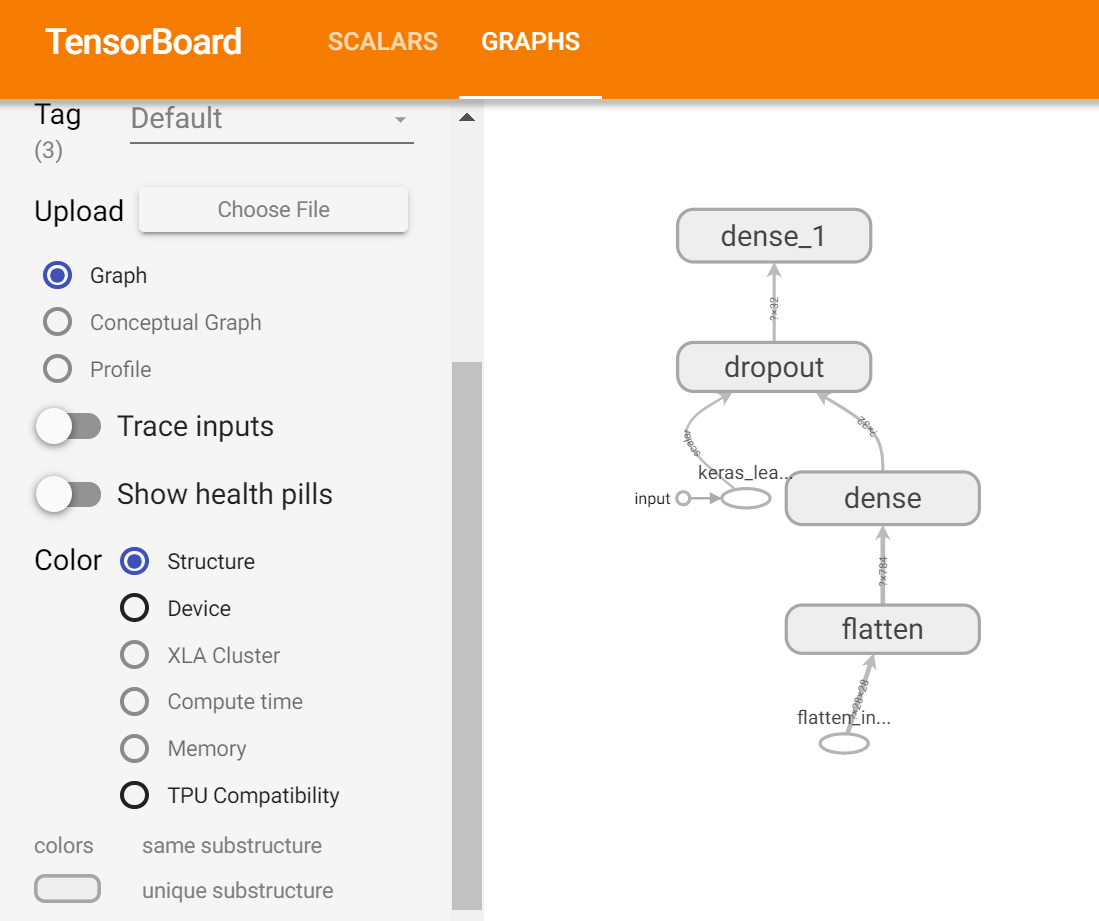 TensorBoard SCALARS GRAPHS
Tag Default
(3)
Upload Choose File
Graph
Conceptual Graph
Profile
Trace inputs
Show health pills
Color Structure
Device
XLA Cluster
Compute time
Memory
TPU Compatibility
colors same substructure
unique substructure
dense_1
?×32
dropout
scalar
?×32
keras_lea...
input
dense
?×784
flatten
?×28×28
flatten_in...